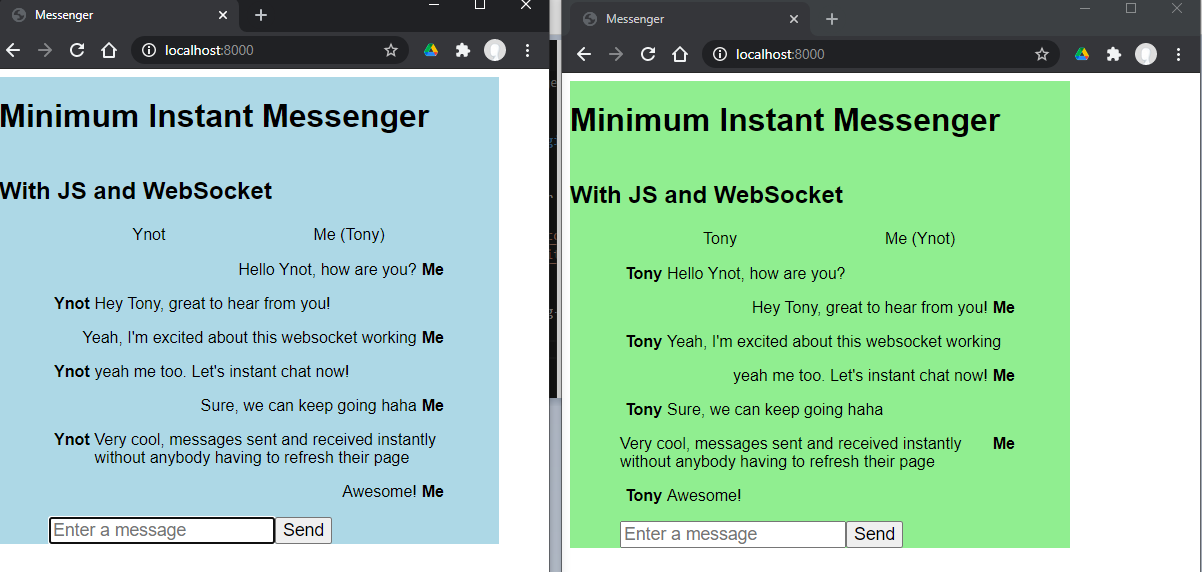 Messenger
localhost:8000
Minimum Instant Messenger
With JS and WebSocket
Ynot Me (Tony)
Hello Ynot, how are you? Me
Ynot Hey Tony, great to hear from you!
Yeah, I'm excited about this websocket working Me
Ynot yeah me too. Let's instant chat now!
Sure, we can keep going haha Me
Ynot Very cool, messages sent and received instantly
without anybody having to refresh their page
Awesome! Me
Enter a message Send
Messenger
localhost:8000
Minimum Instant Messenger
With JS and WebSocket
Tony Me (Ynot)
Tony Hello Ynot, how are you?
Hey Tony, great to hear from you! Me
Tony Yeah, I'm excited about this websocket working
yeah me too. Let's instant chat now! Me
Tony Sure, we can keep going haha
Very cool, messages sent and received instantly Me
without anybody having to refresh their page
Tony Awesome!
Enter a message Send